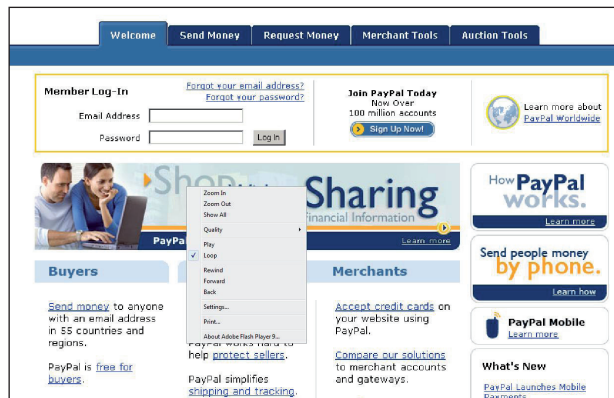 Welcome
Send Money
Request Money
Merchant Tools
Auction Tools
Member Log-In
Forgot your email address?
Forgot your password?
Email Address
Password
Log In
Join PayPal Today
Now Over
100 million accounts
Sign Up Now!
Learn more about
PayPal Worldwide
Shop
Sharing
Financial Information
PayPa
Learn more
Zoom In
Zoom Out
Show All
Quality
Play
Loop
Rewind
Forward
Back
Settings...
Print...
About Adobe Flash Player 9...
How PayPal
works.
Learn more
Send people money
by phone.
Learn how
PayPal Mobile
Learn more
What's New
PayPal Launches Mobile
Payments
Buyers
Send money to anyone
with an email address
in 55 countries and
regions.
PayPal is free for
buyers.
PayPal works hard to
help protect sellers.
PayPal simplifies
shipping and tracking.
Merchants
Accept credit cards on
your website using
PayPal.
Compare our solutions
to merchant accounts
and gateways.